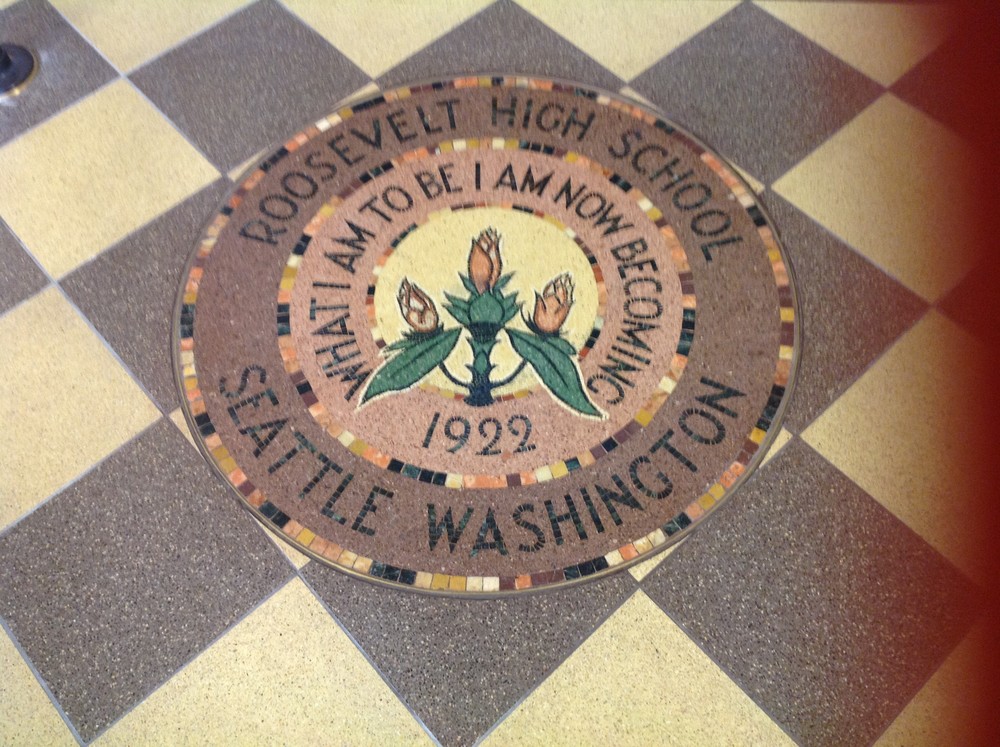 ROOSEVELT HIGH SCHOOL
WHAT I AM TO BE I AM NOW BECOMING
1922
SEATTLE WASHINGTON